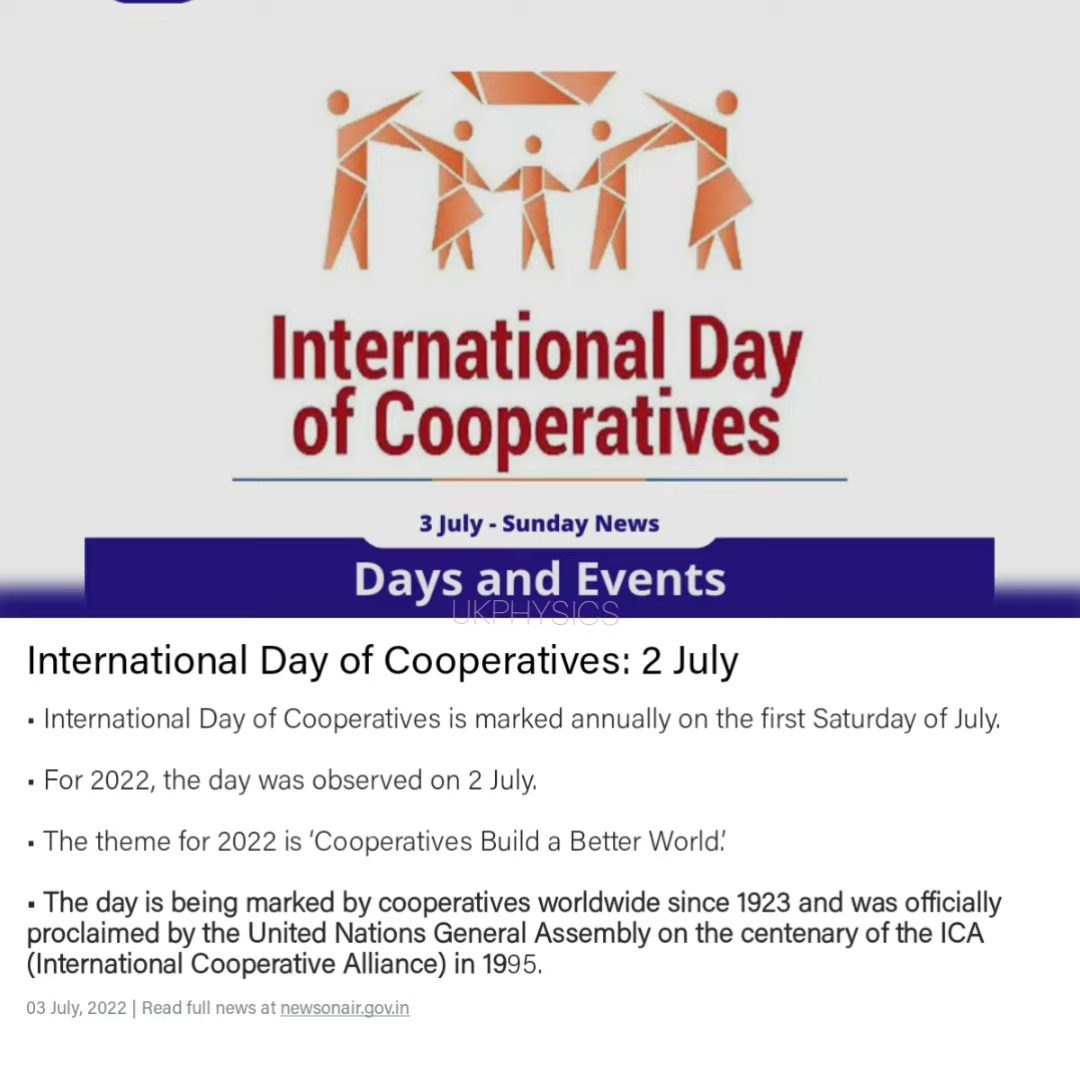 International Day
of Cooperatives
3 July - Sunday News
Days and Events
UKPHYSICS
International Day of Cooperatives: 2 July
▪ International Day of Cooperatives is marked annually on the first Saturday of July.
▪ For 2022, the day was observed on 2 July.
▪ The theme for 2022 is ‘Cooperatives Build a Better World.’
▪ The day is being marked by cooperatives worldwide since 1923 and was officially
proclaimed by the United Nations General Assembly on the centenary of the ICA
(International Cooperative Alliance) in 1995.
03 July, 2022 | Read full news at newsonair.gov.in